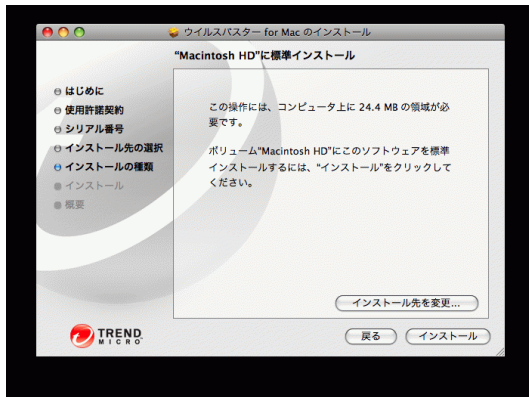 ウイルスバスター for Mac のインストール
“Macintosh HD”に標準インストール
はじめに
使用許諾契約
シリアル番号
インストール先の選択
インストールの種類
インストール
概要
この操作には、コンピュータ上に 24.4 MB の領域が必
要です。
ボリューム“Macintosh HD”にこのソフトウェアを標準
インストールするには、“インストール”をクリックして
ください。
インストール先を変更...
TREND
MICRO
戻る
インストール